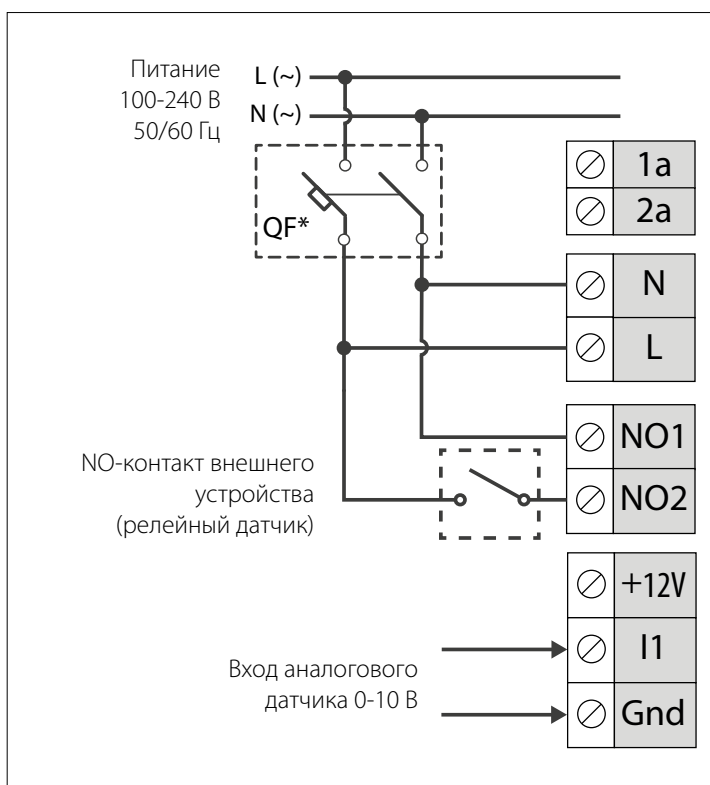 Питание
100-240 В
50/60 Гц
L (~)
N (~)
QF*
1a
2a
N
L
NO1
NO2
NO-контакт внешнего
устройства
(релейный датчик)
+12V
I1
Gnd
Вход аналогового
датчика 0-10 В